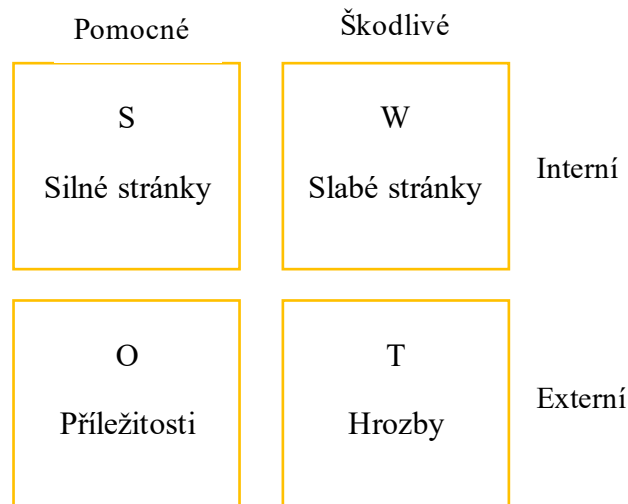 Pomocné Škodlivé
S W
Silné stránky Slabé stránky Interní
O T
Příležitosti Hrozby Externí